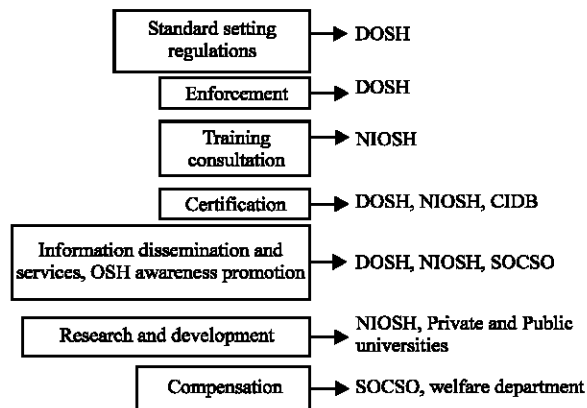 Standard setting
regulations
DOSH
Enforcement
DOSH
Training
consultation
NIOSH
Certification
DOSH, NIOSH, CIDB
Information dissemination and
services, OSH awareness promotion
DOSH, NIOSH, SOCSO
Research and development
NIOSH, Private and Public
universities
Compensation
SOCSO, welfare department